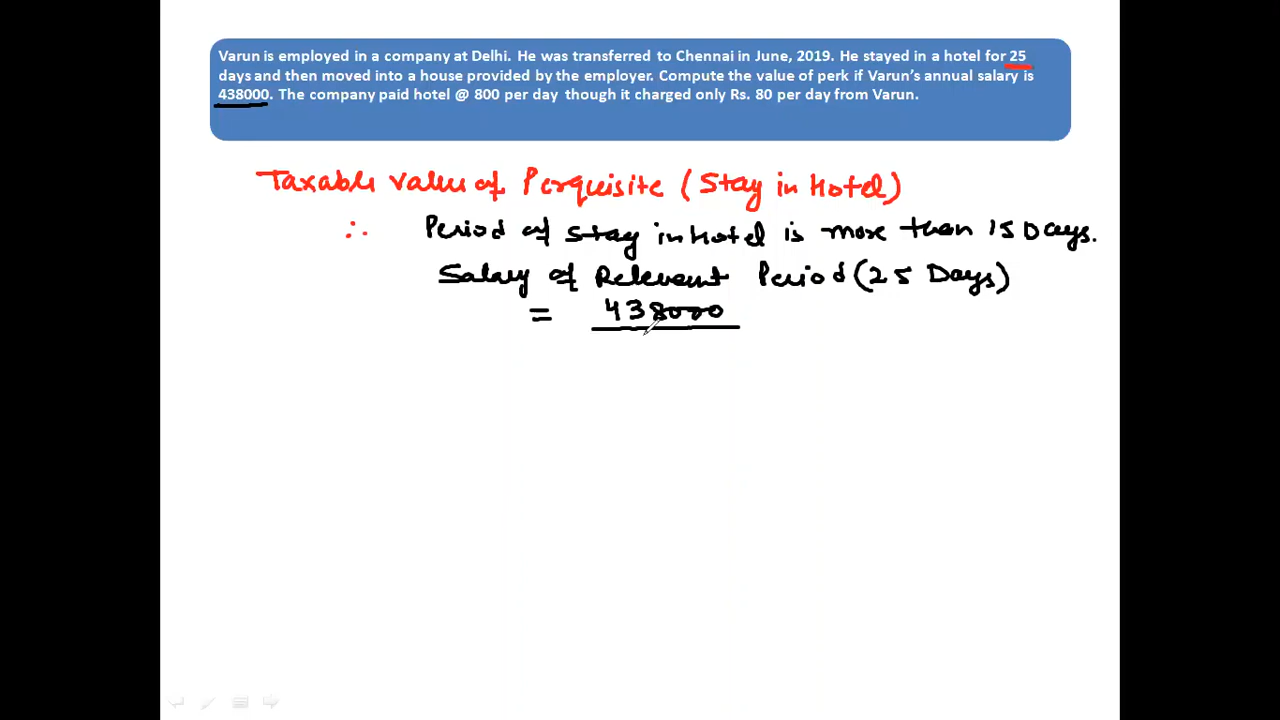 Varun is employed in a company at Delhi. He was transferred to Chennai in June, 2019. He stayed in a hotel for 25
days and then moved into a house provided by the employer. Compute the value of perk if Varun's annual salary is
438000. The company paid hotel @ 800 per day though it charged only Rs. 80 per day from Varun.
Taxable value of Perquisite (Stay in Hotel)
∴ Period of stay in Hotel is more than 15 Days.
Salary of Relevent Period (25 Days)
= 438000